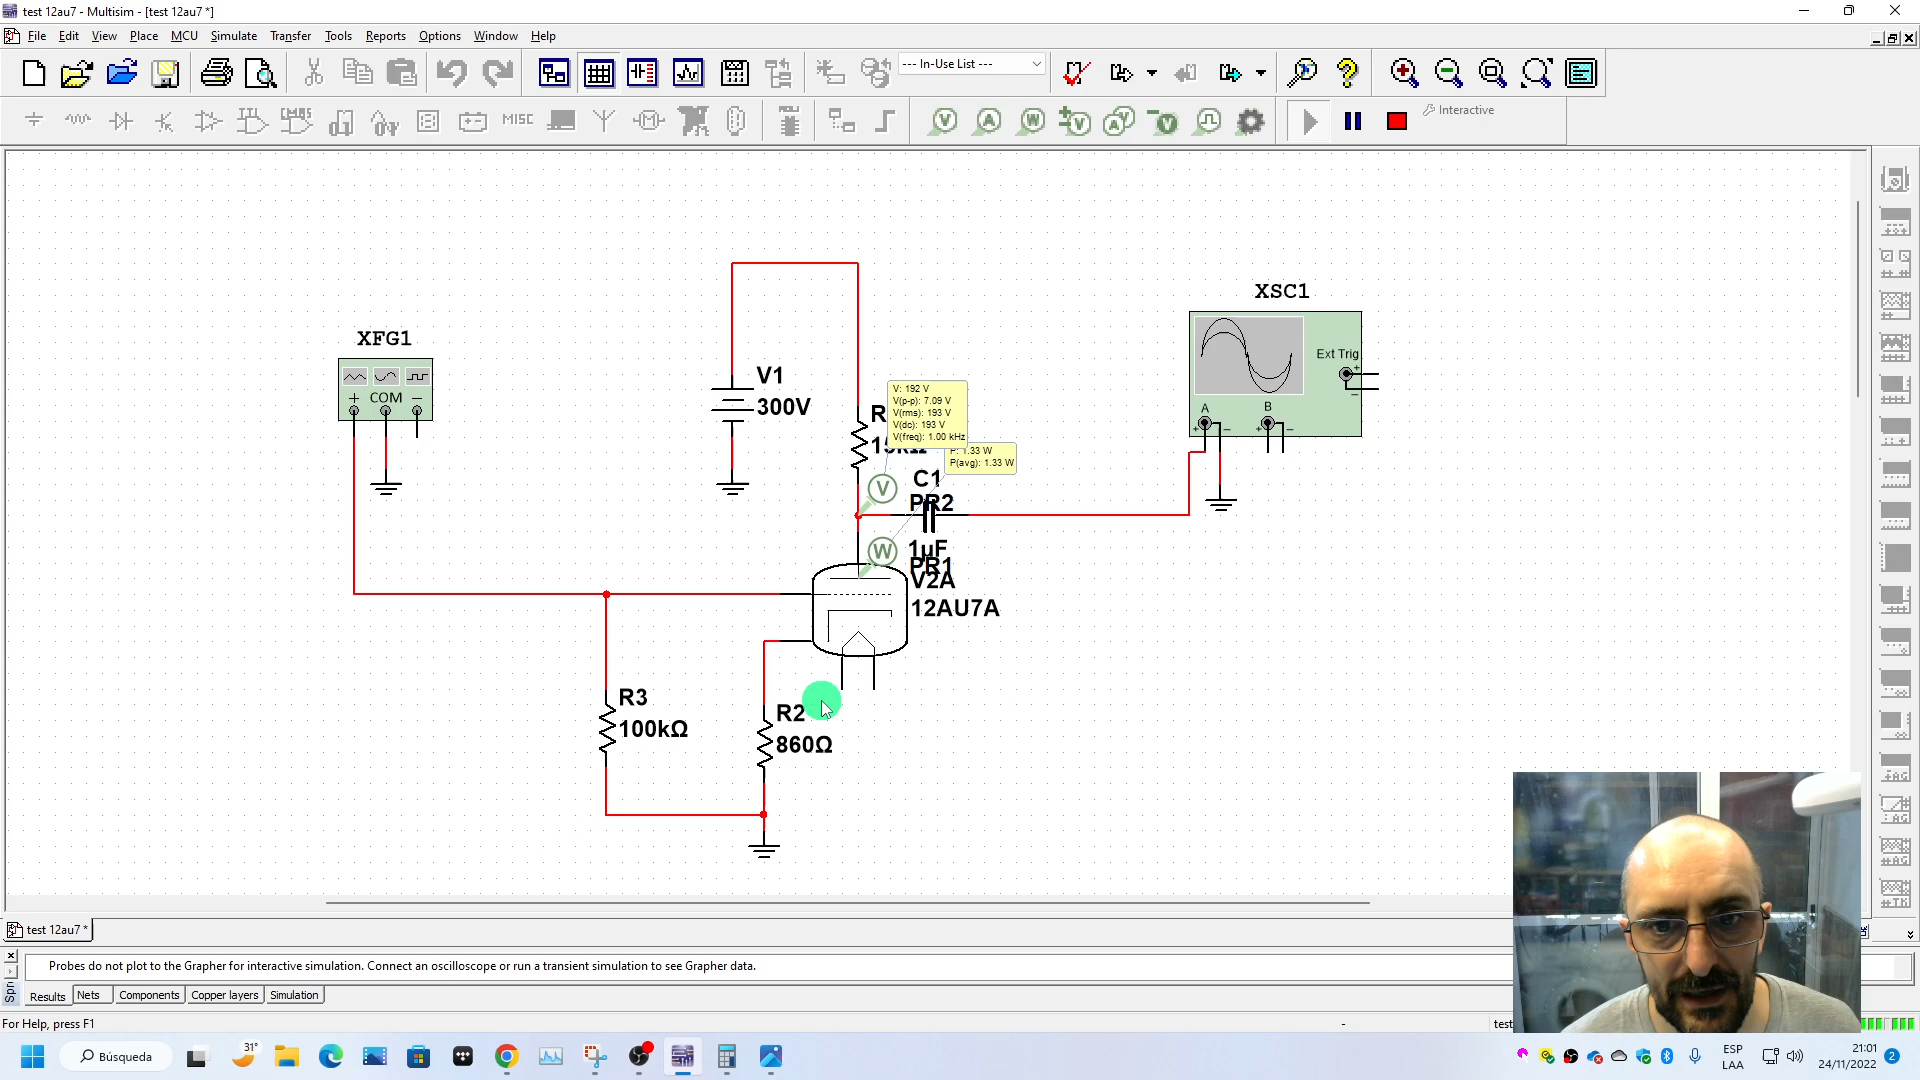 test 12au7 - Multisim - [test 12au7 *]
File Edit View Place MCU Simulate Transfer Tools Reports Options Window Help
--- In-Use List ---
MISC
Interactive
XSC1
Ext Trig
A
B
XFG1
COM
V1
300V
V: 192 V
V(p-p): 7.09 V
V(rms): 193 V
V(dc): 193 V
V(freq): 1.00 kHz
P: 1.33 W
P(avg): 1.33 W
V
C1
PR2
W
1µF
PR1
V2A
12AU7A
R3
100kΩ
R2
860Ω
test 12au7 *
Probes do not plot to the Grapher for interactive simulation. Connect an oscilloscope or run a transient simulation to see Grapher data.
Results Nets Components Copper layers Simulation
For Help, press F1
-
test
31°
Búsqueda
ESP
LAA
21:01
24/11/2022
2